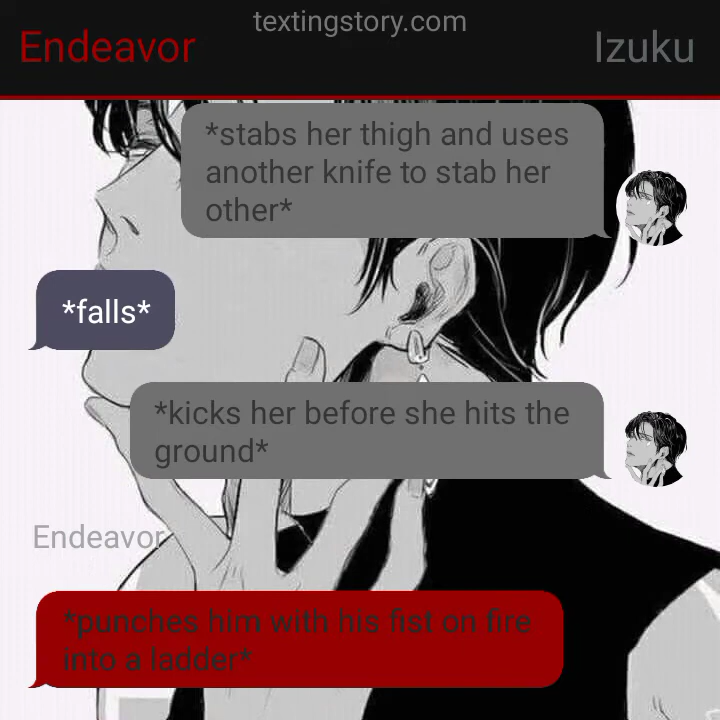 textingstory.com
Endeavor
Izuku
*stabs her thigh and uses
another knife to stab her
other*
*falls*
*kicks her before she hits the
ground*
Endeavor
*punches him with his fist on fire
into a ladder*